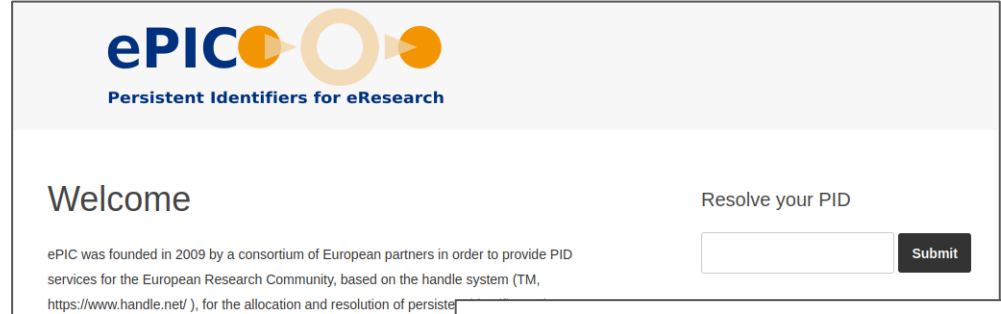 ePIC
Persistent Identifiers for eResearch
Welcome
ePIC was founded in 2009 by a consortium of European partners in order to provide PID
services for the European Research Community, based on the handle system (TM,
https://www.handle.net/ ), for the allocation and resolution of
Resolve your PID
Submit